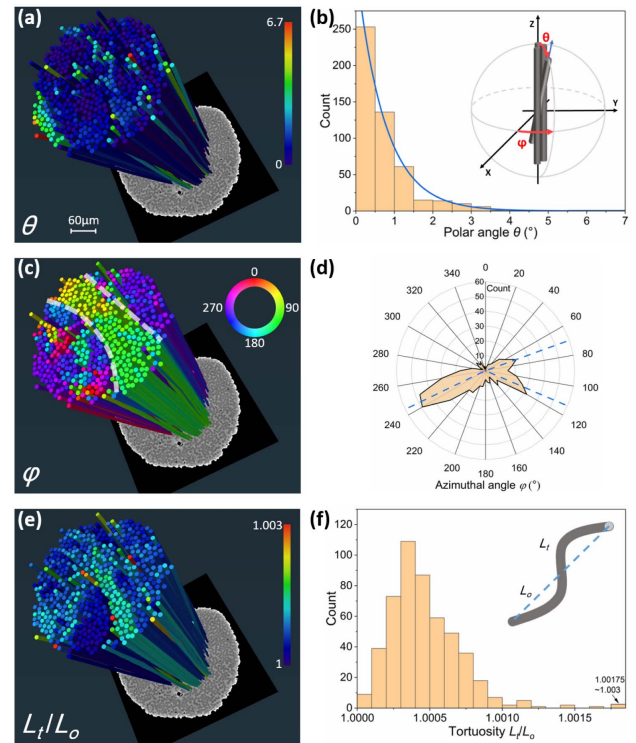 (a)
6.7
0
θ
60μm
(b)
250
200
150
100
50
0
Count
0 1 2 3 4 5 6 7
Polar angle θ (°)
Z
θ
Y
φ
X
(c)
0
270
90
180
φ
(d)
0
340 20
320 40
300 60
280 80
260 100
240 120
220 140
200 160
180
Count
60
50
40
30
20
10
Azimuthal angle φ (°)
(e)
1.003
1
Lt/Lo
(f)
120
100
80
60
40
20
0
Count
Lt
Lo
1.00175
~1.003
1.0000 1.0005 1.0010 1.0015
Tortuosity Lt/Lo